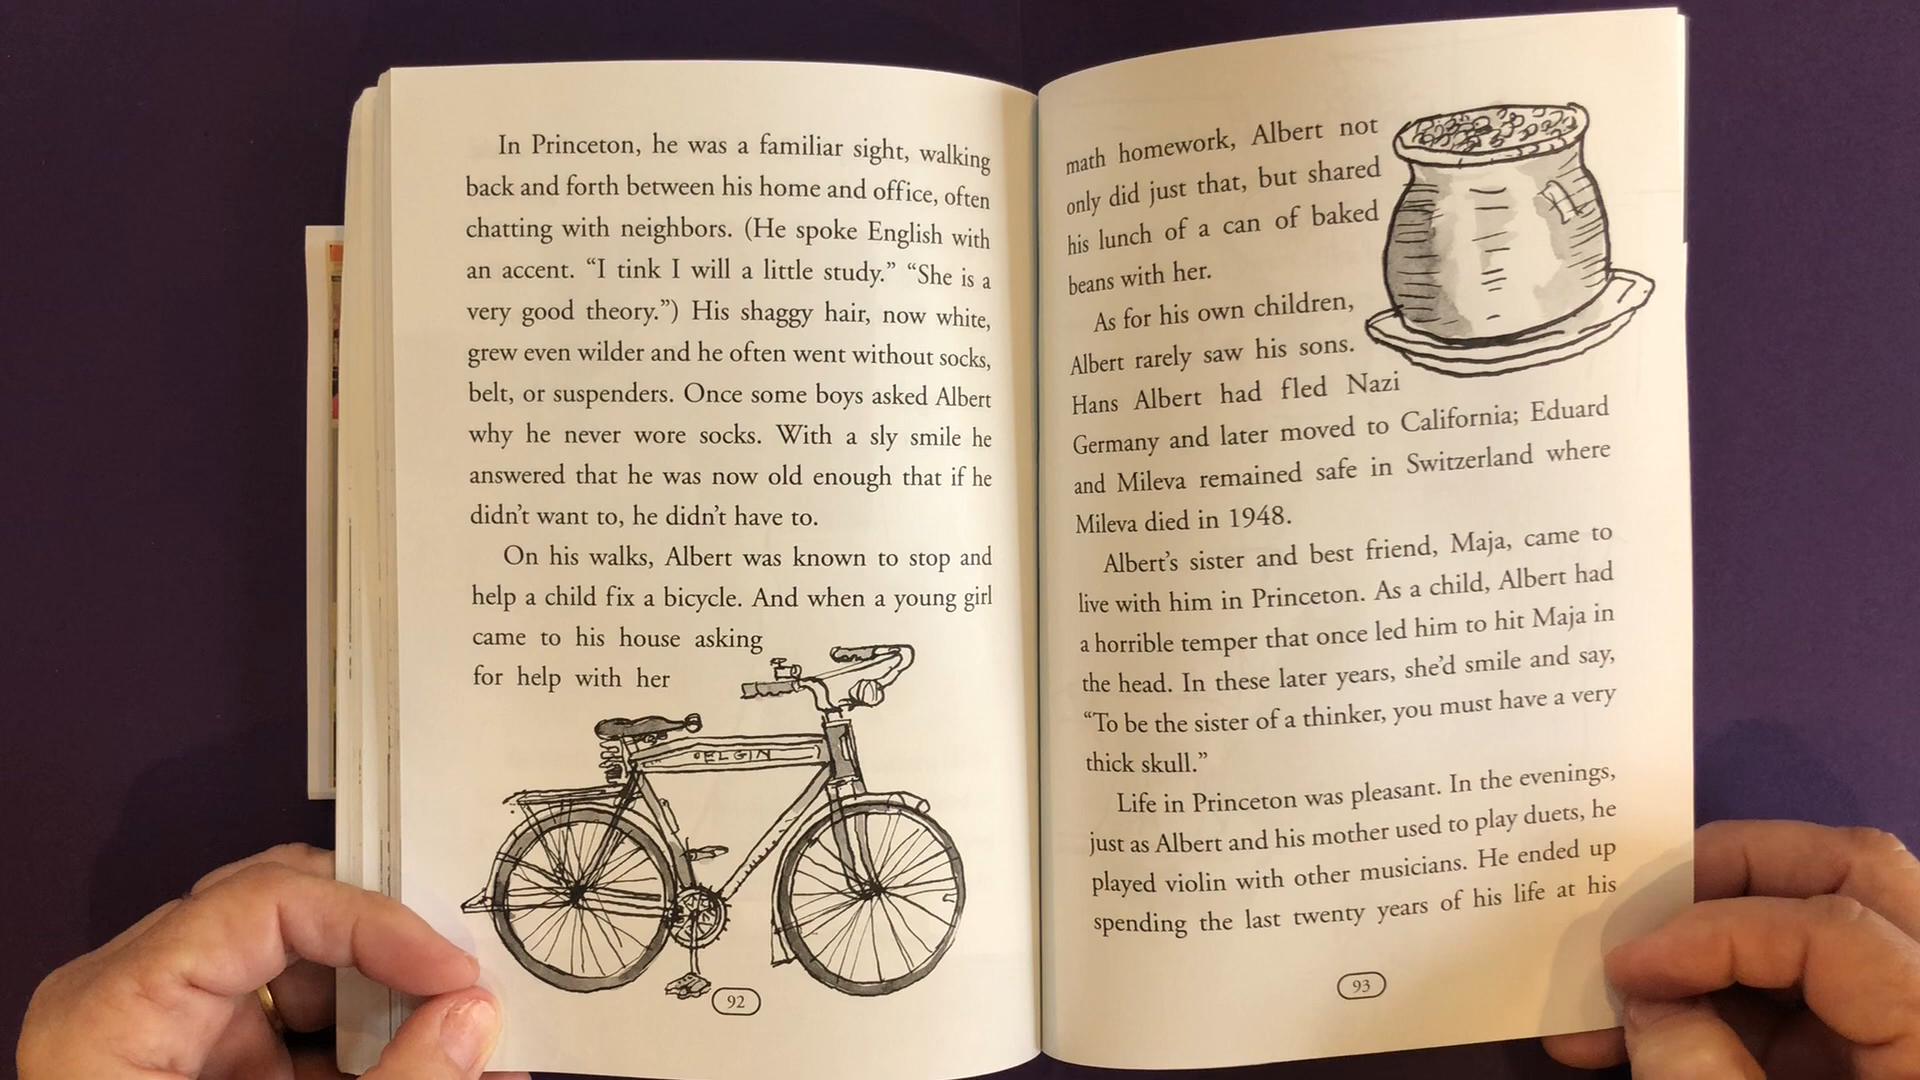 In Princeton, he was a familiar sight, walking
back and forth between his home and office, often
chatting with neighbors. (He spoke English with
an accent. “I tink I will a little study.” “She is a
very good theory.”) His shaggy hair, now white,
grew even wilder and he often went without socks,
belt, or suspenders. Once some boys asked Albert
why he never wore socks. With a sly smile he
answered that he was now old enough that if he
didn’t want to, he didn’t have to.
On his walks, Albert was known to stop and
help a child fix a bicycle. And when a young girl
came to his house asking
for help with her
ELGIN
92
math homework, Albert not
only did just that, but shared
his lunch of a can of baked
beans with her.
As for his own children,
Albert rarely saw his sons.
Hans Albert had fled Nazi
Germany and later moved to California; Eduard
and Mileva remained safe in Switzerland where
Mileva died in 1948.
Albert’s sister and best friend, Maja, came to
live with him in Princeton. As a child, Albert had
a horrible temper that once led him to hit Maja in
the head. In these later years, she’d smile and say,
“To be the sister of a thinker, you must have a very
thick skull.”
Life in Princeton was pleasant. In the evenings,
just as Albert and his mother used to play duets, he
played violin with other musicians. He ended up
spending the last twenty years of his life at his
93